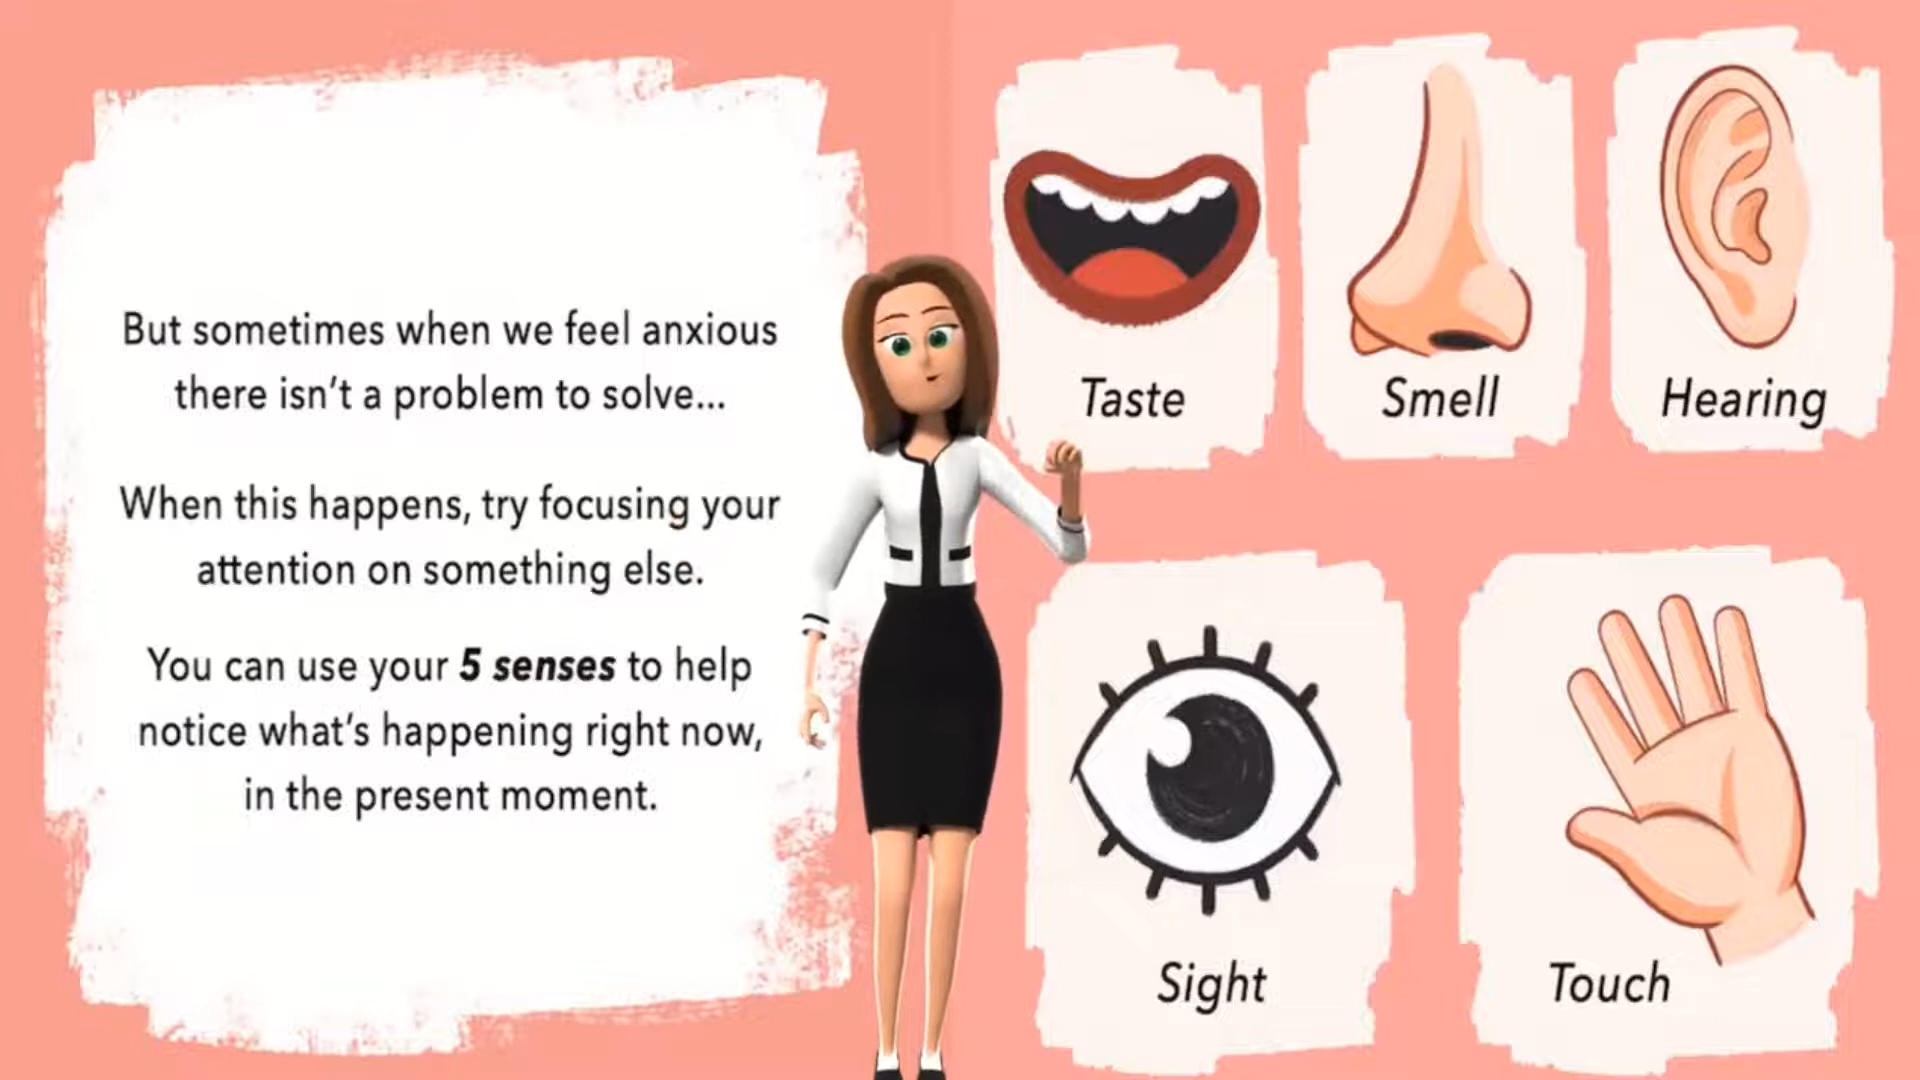 But sometimes when we feel anxious
there isn't a problem to solve...
When this happens, try focusing your
attention on something else.
You can use your 5 senses to help
notice what's happening right now,
in the present moment.
Taste
Smell
Hearing
Sight
Touch